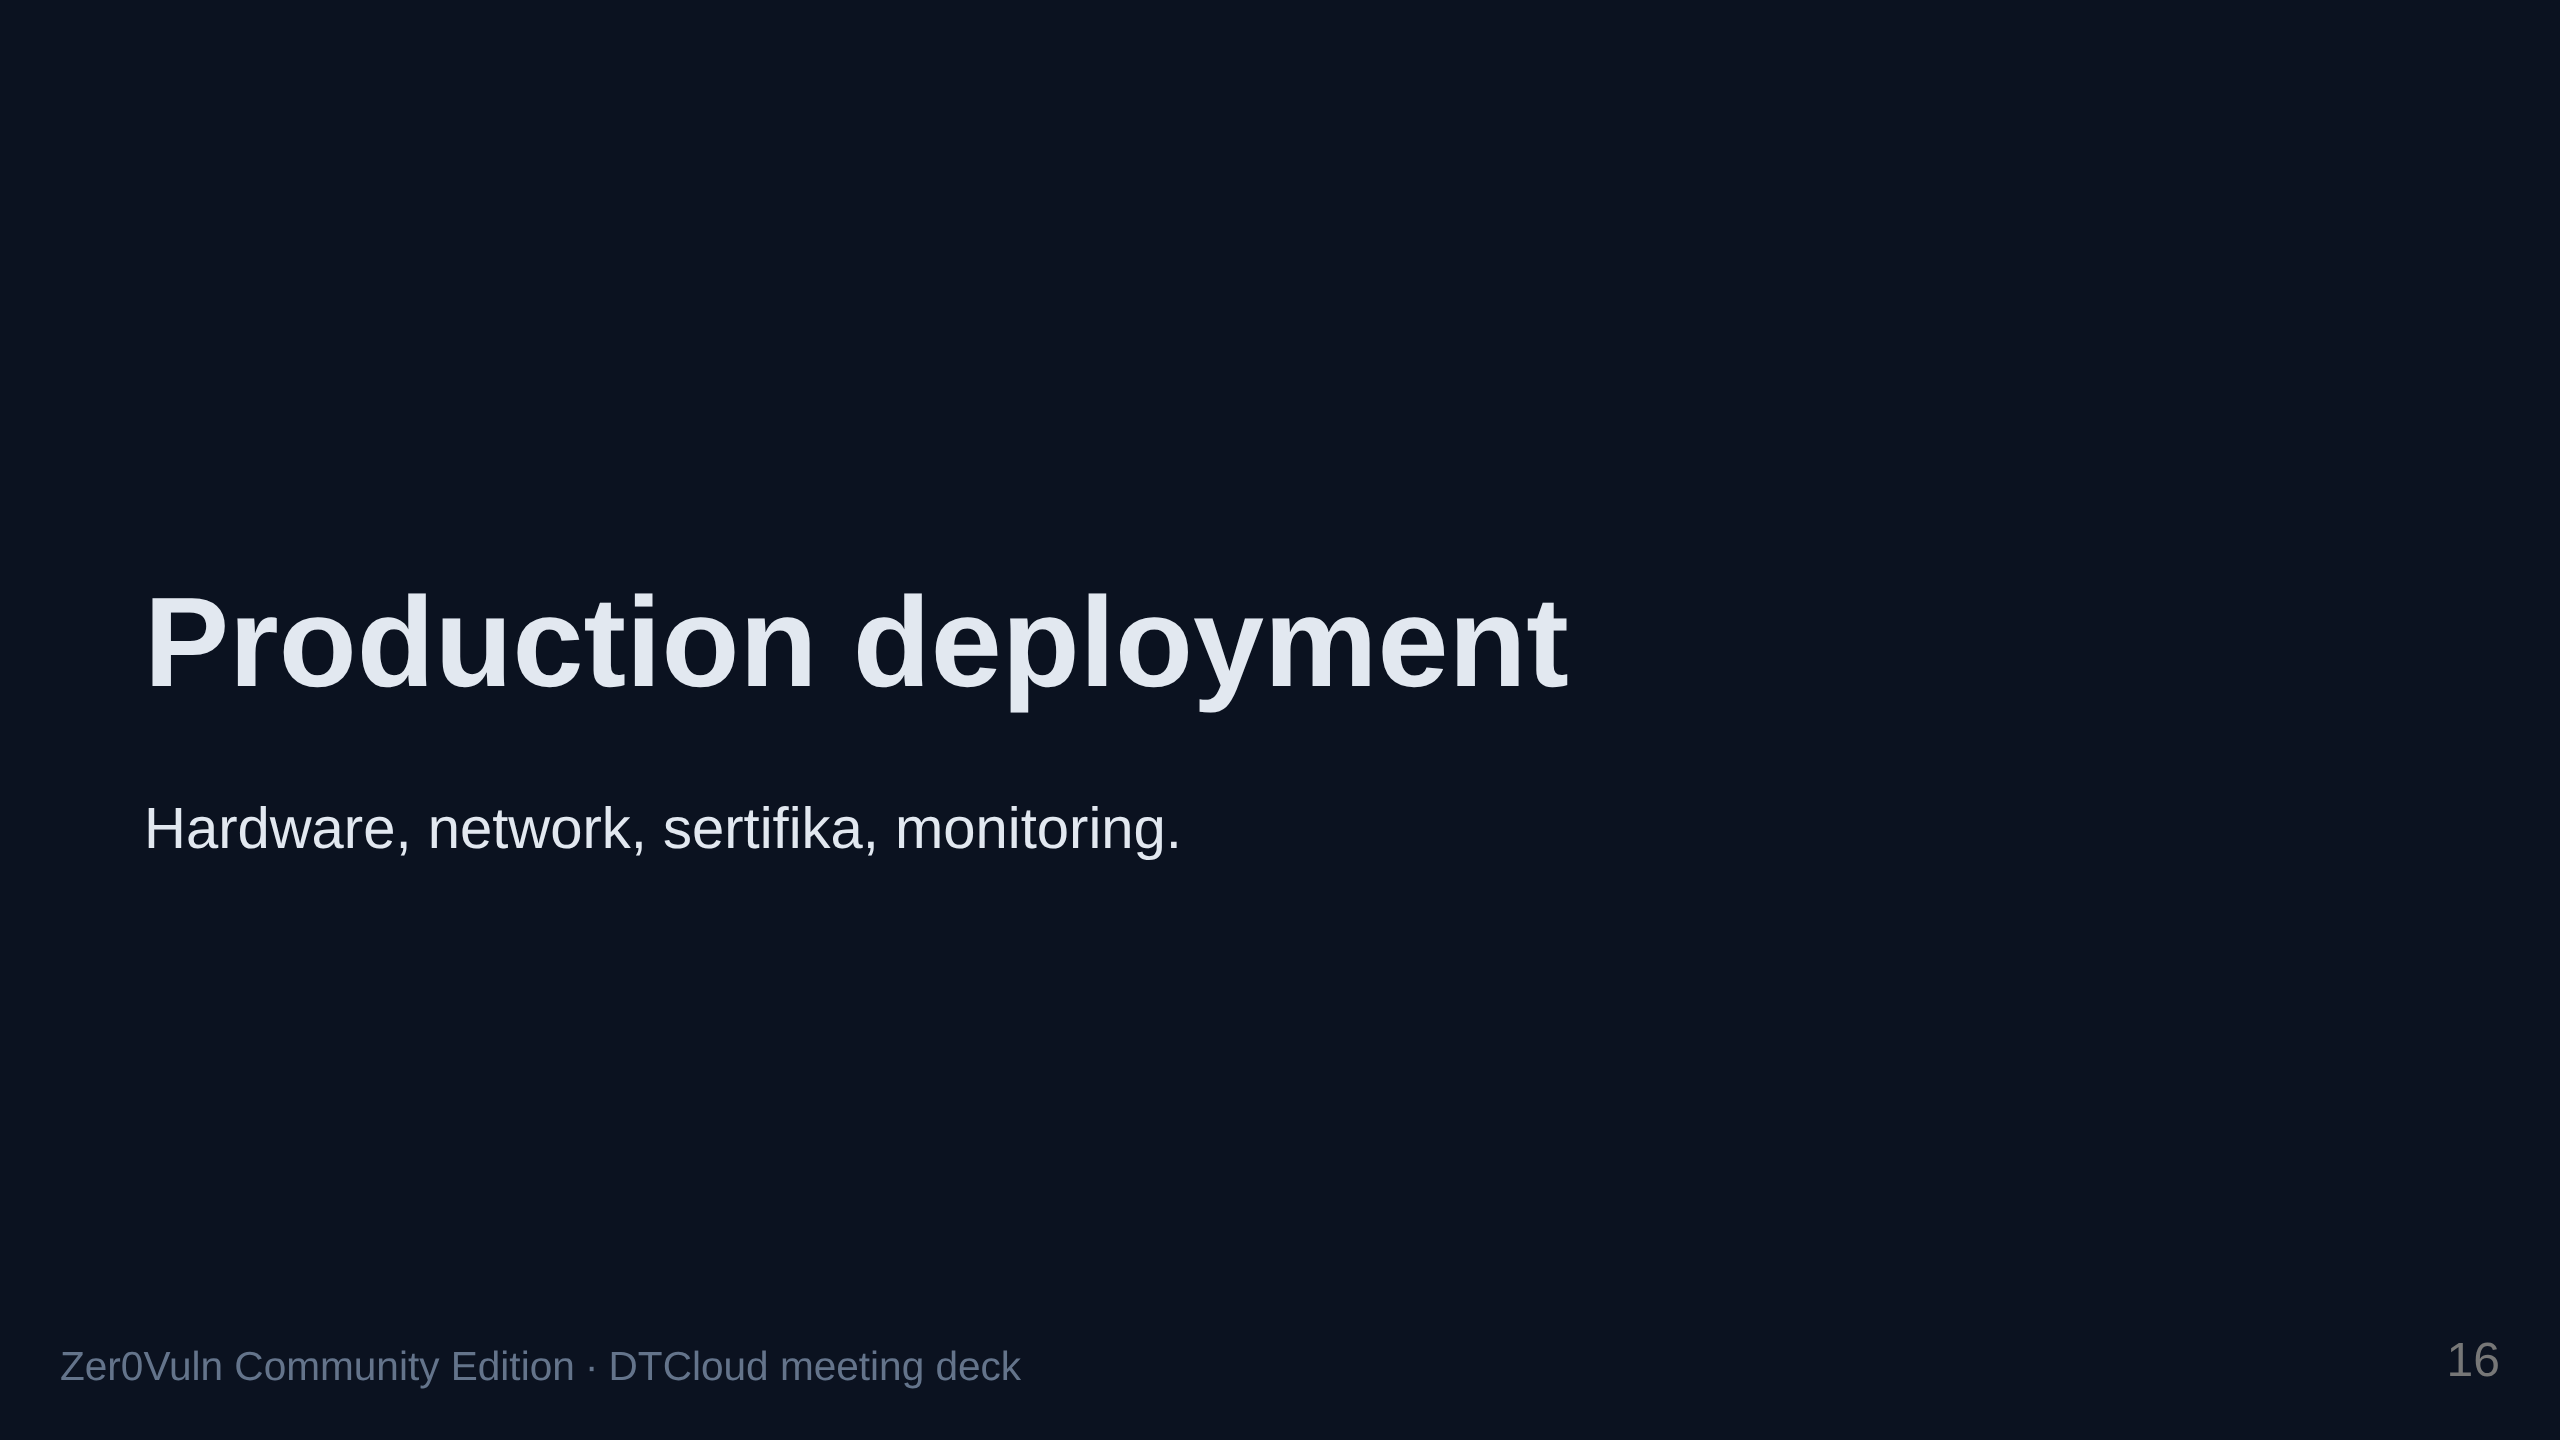 Production deployment
Hardware, network, sertifika, monitoring.
Zer0Vuln Community Edition · DTCloud meeting deck
16